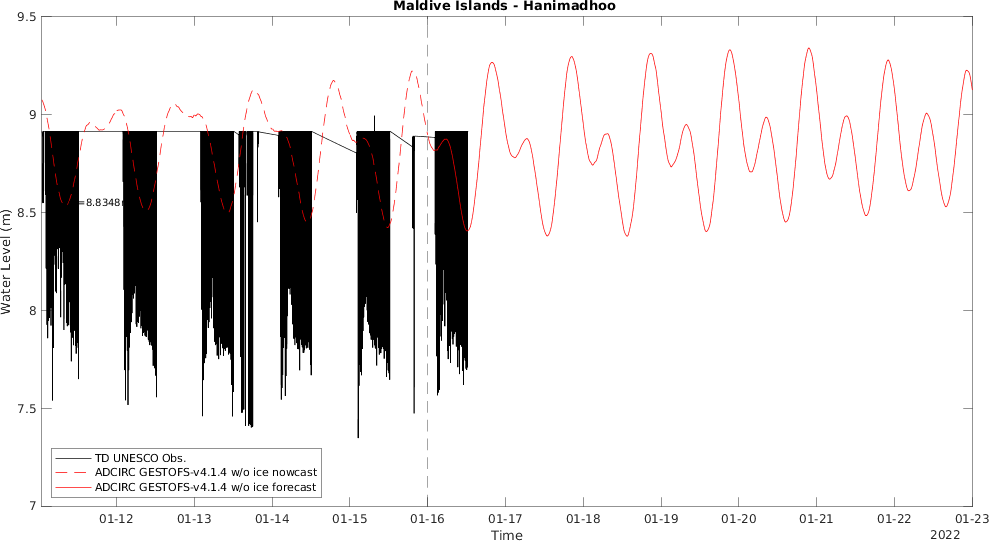 Maldive Islands - Hanimadhoo
9.5
9
8.5
8
7.5
7
Water Level (m)
=8.8348
TD UNESCO Obs.
ADCIRC GESTOFS-v4.1.4 w/o ice nowcast
ADCIRC GESTOFS-v4.1.4 w/o ice forecast
01-12 01-13 01-14 01-15 01-16 01-17 01-18 01-19 01-20 01-21 01-22 01-23
Time
2022